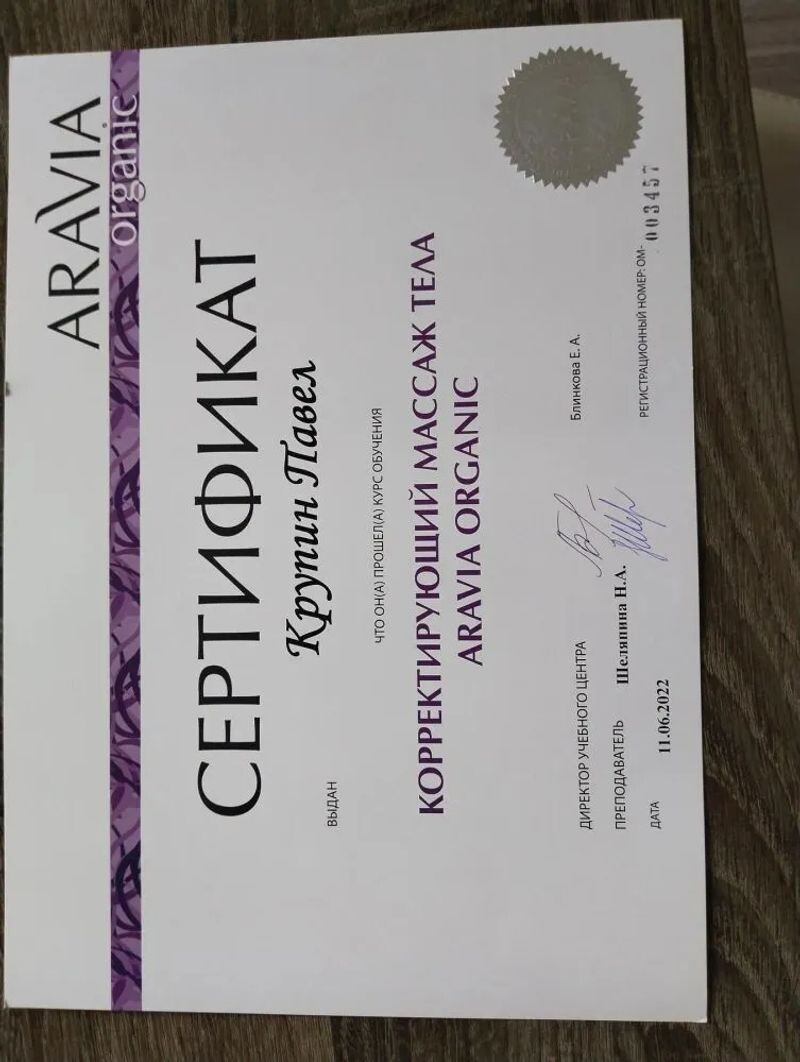 ARAVIA
organic
СЕРТИФИКАТ
ВЫДАН Крупин Павел
ЧТО ОН(А) ПРОШЕЛ(А) КУРС ОБУЧЕНИЯ
КОРРЕКТИРУЮЩИЙ МАССАЖ ТЕЛА
ARAVIA ORGANIC
ДИРЕКТОР УЧЕБНОГО ЦЕНТРА Блинкова Е. А.
ПРЕПОДАВАТЕЛЬ Шеляпина Н.А.
ДАТА 11.06.2022 РЕГИСТРАЦИОННЫЙ НОМЕР: ОМ- 003457